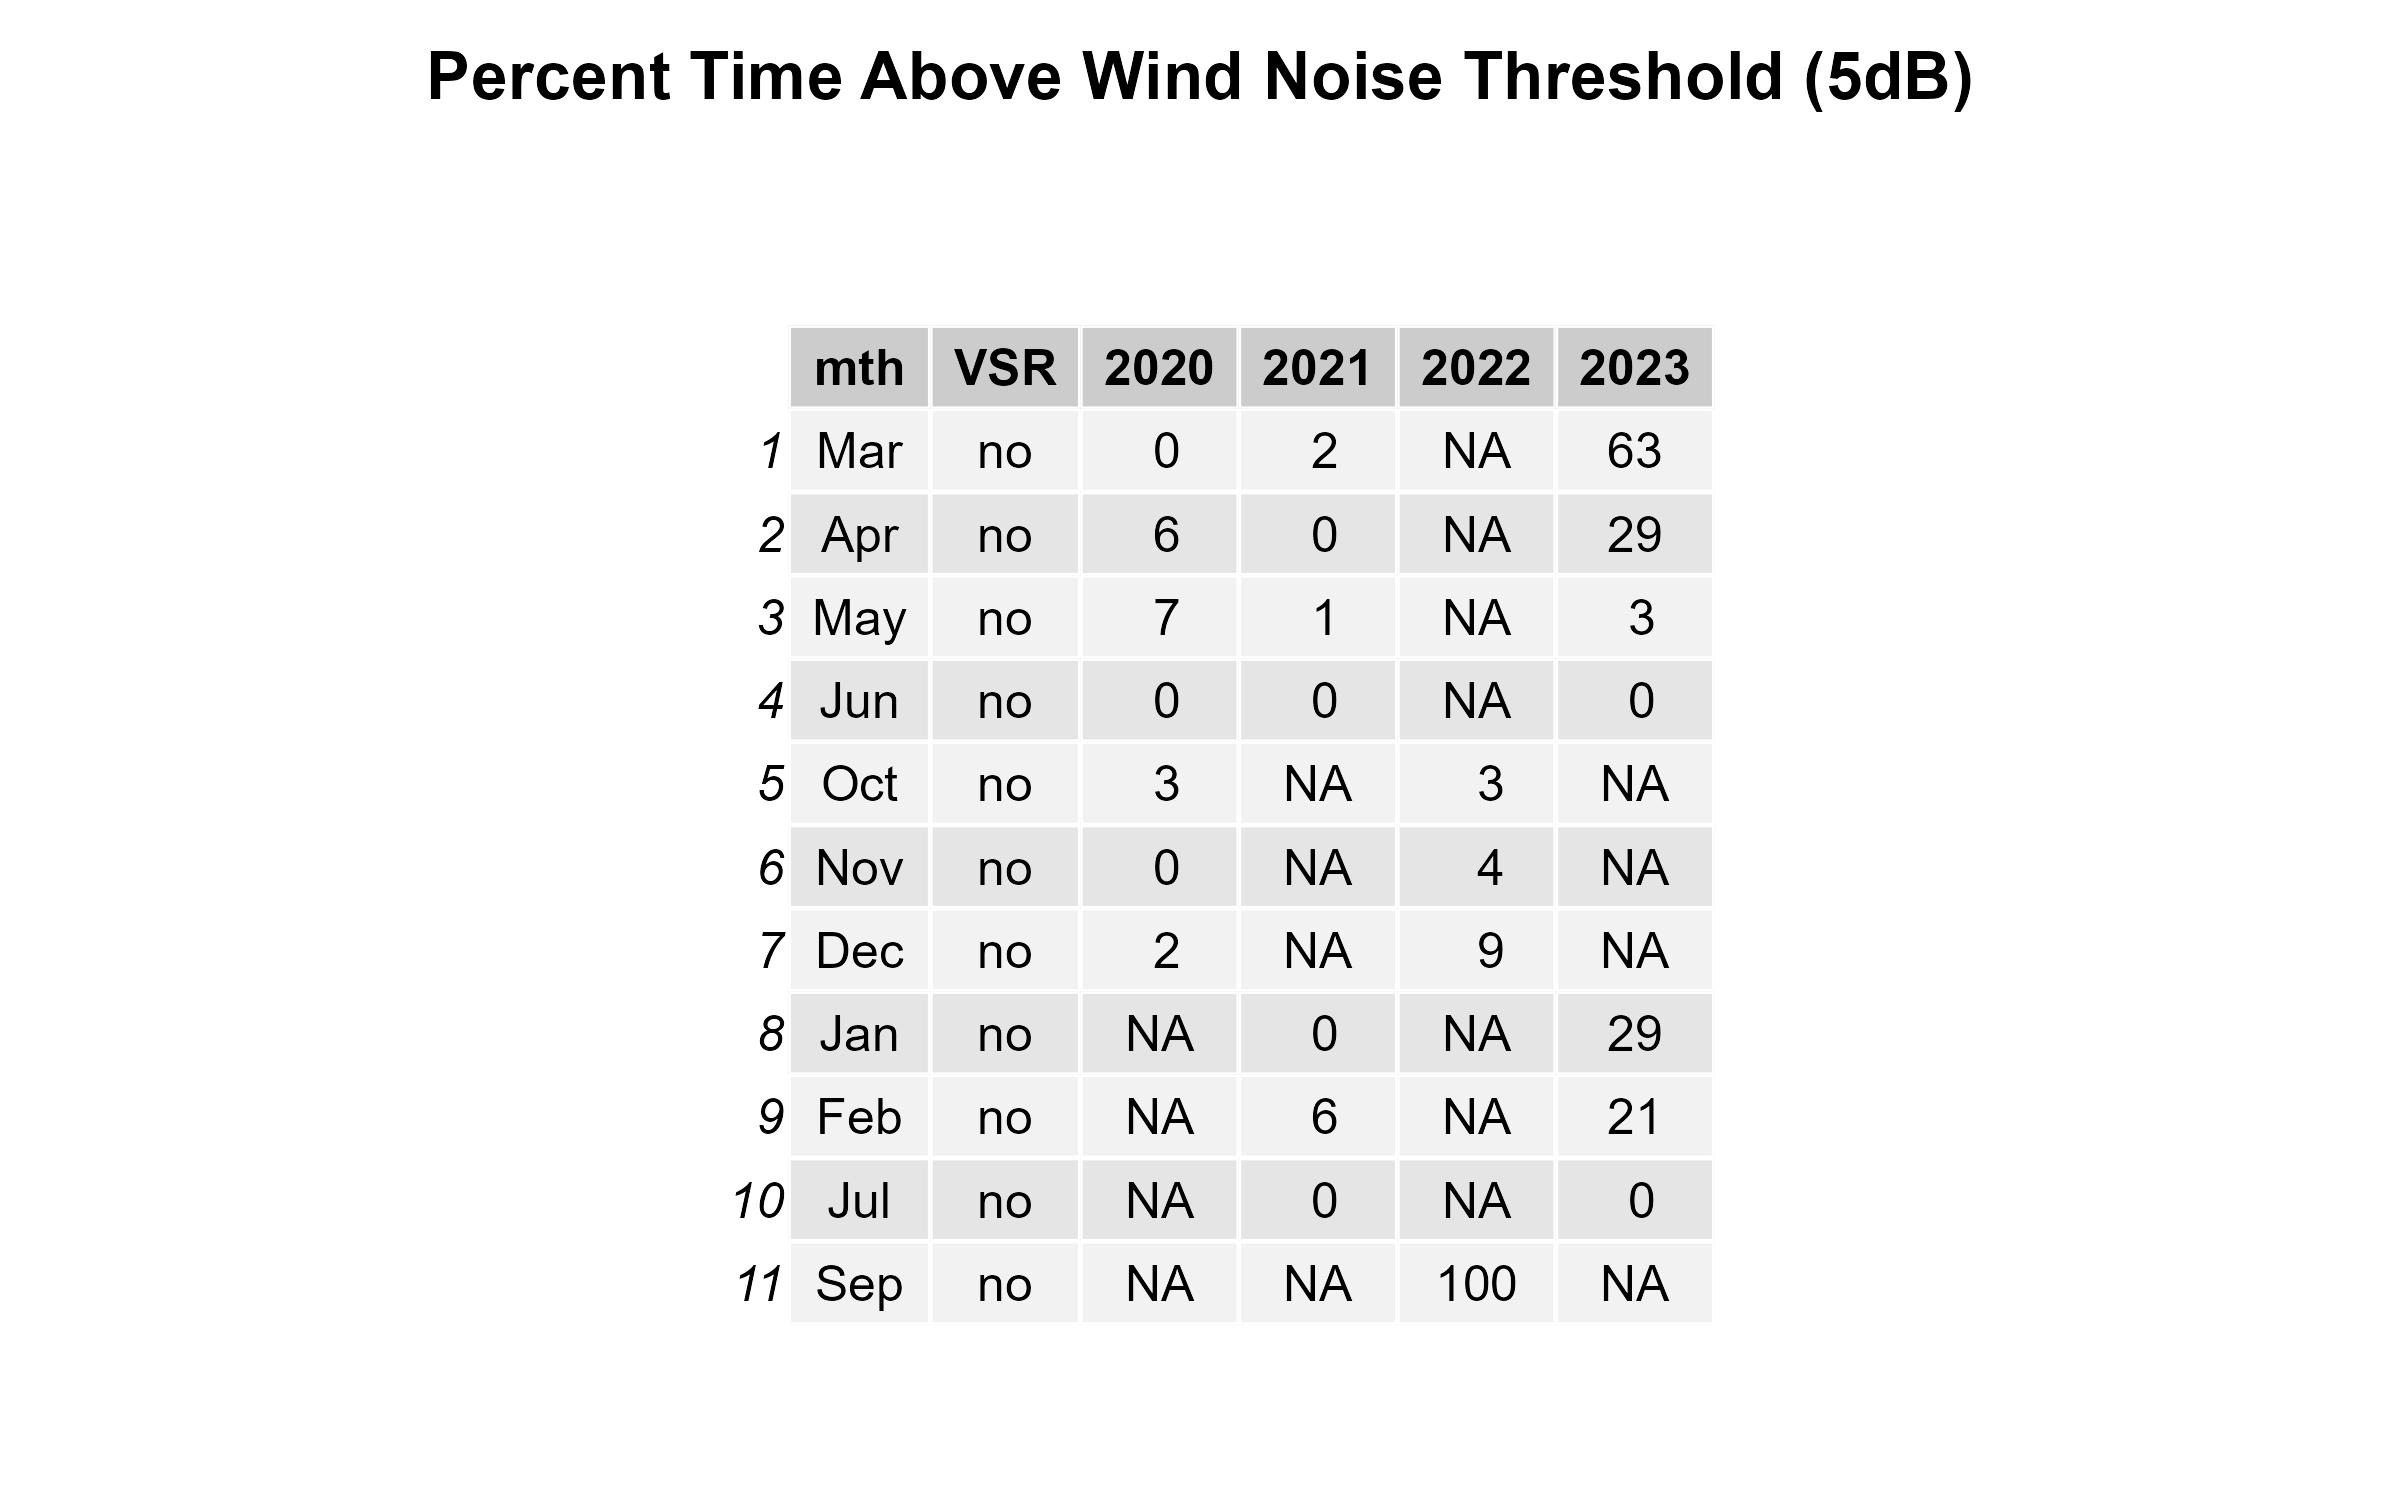 Percent Time Above Wind Noise Threshold (5dB)
mth VSR 2020 2021 2022 2023
1 Mar no 0 2 NA 63
2 Apr no 6 0 NA 29
3 May no 7 1 NA 3
4 Jun no 0 0 NA 0
5 Oct no 3 NA 3 NA
6 Nov no 0 NA 4 NA
7 Dec no 2 NA 9 NA
8 Jan no NA 0 NA 29
9 Feb no NA 6 NA 21
10 Jul no NA 0 NA 0
11 Sep no NA NA 100 NA